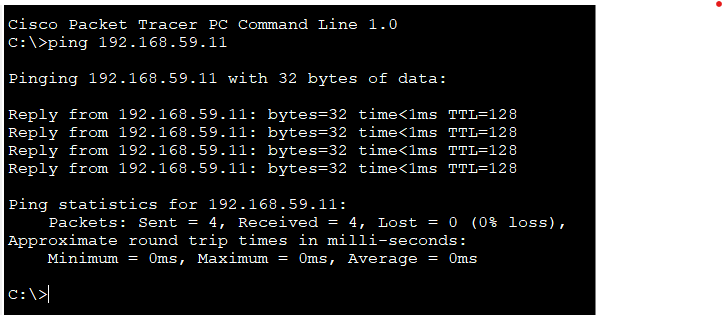 Cisco Packet Tracer PC Command Line 1.0
C:\>ping 192.168.59.11
Pinging 192.168.59.11 with 32 bytes of data:
Reply from 192.168.59.11: bytes=32 time<1ms TTL=128
Reply from 192.168.59.11: bytes=32 time<1ms TTL=128
Reply from 192.168.59.11: bytes=32 time<1ms TTL=128
Reply from 192.168.59.11: bytes=32 time<1ms TTL=128
Ping statistics for 192.168.59.11:
    Packets: Sent = 4, Received = 4, Lost = 0 (0% loss),
Approximate round trip times in milli-seconds:
    Minimum = 0ms, Maximum = 0ms, Average = 0ms
C:\>